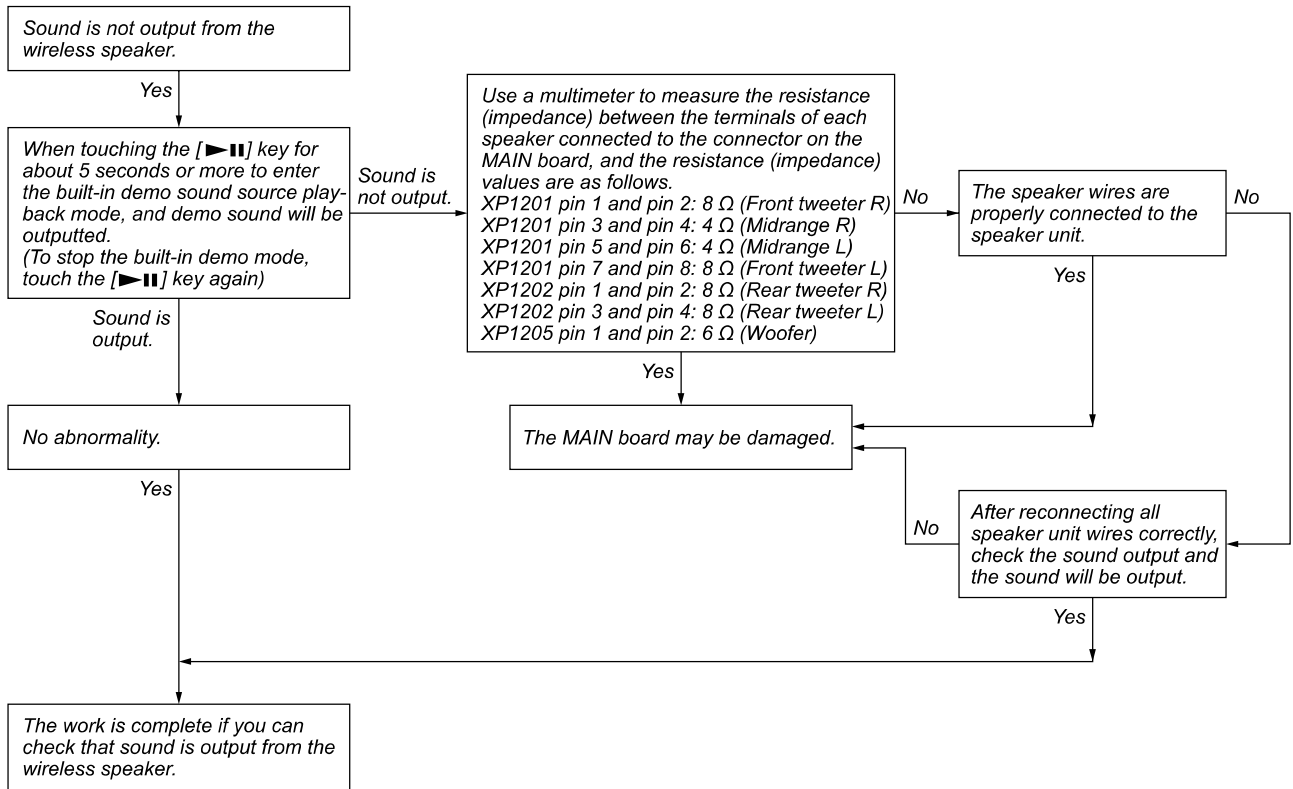 Sound is not output from the
wireless speaker.
Yes
When touching the [►❚❚] key for
about 5 seconds or more to enter
the built-in demo sound source play-
back mode, and demo sound will be
outputted.
(To stop the built-in demo mode,
touch the [►❚❚] key again)
Sound is
not output.
Sound is
output.
Use a multimeter to measure the resistance
(impedance) between the terminals of each
speaker connected to the connector on the
MAIN board, and the resistance (impedance)
values are as follows.
XP1201 pin 1 and pin 2: 8 Ω (Front tweeter R)
XP1201 pin 3 and pin 4: 4 Ω (Midrange R)
XP1201 pin 5 and pin 6: 4 Ω (Midrange L)
XP1201 pin 7 and pin 8: 8 Ω (Front tweeter L)
XP1202 pin 1 and pin 2: 8 Ω (Rear tweeter R)
XP1202 pin 3 and pin 4: 8 Ω (Rear tweeter L)
XP1205 pin 1 and pin 2: 6 Ω (Woofer)
No
The speaker wires are
properly connected to the
speaker unit.
No
Yes
Yes
No abnormality.
The MAIN board may be damaged.
Yes
After reconnecting all
speaker unit wires correctly,
check the sound output and
the sound will be output.
No
Yes
The work is complete if you can
check that sound is output from the
wireless speaker.